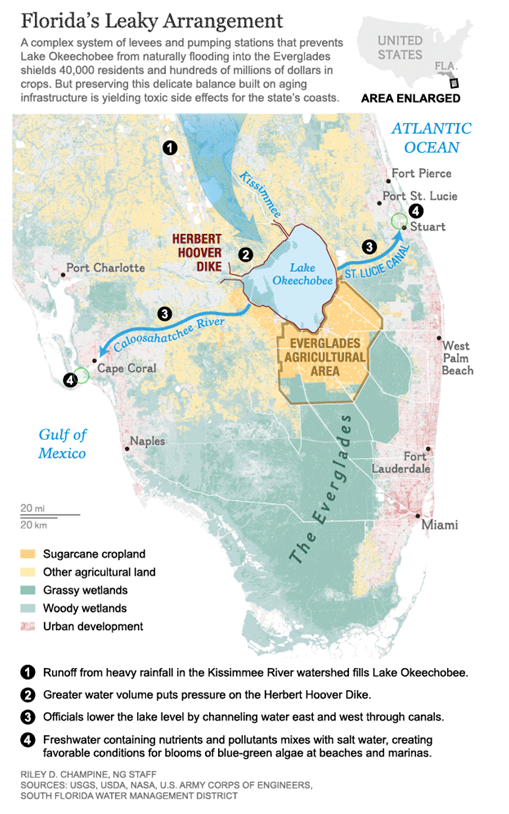 Florida's Leaky Arrangement
A complex system of levees and pumping stations that prevents
Lake Okeechobee from naturally flooding into the Everglades
shields 40,000 residents and hundreds of millions of dollars in
crops. But preserving this delicate balance built on aging
infrastructure is yielding toxic side effects for the state's coasts.
UNITED
STATES
FLA.
AREA ENLARGED
ATLANTIC
OCEAN
1
Kissimmee
Fort Pierce
Port St. Lucie
4
Stuart
HERBERT
HOOVER
DIKE
2
3
ST. LUCIE CANAL
Lake
Okeechobee
Port Charlotte
3
Caloosahatchee River
EVERGLADES
AGRICULTURAL
AREA
West
Palm
Beach
4
Cape Coral
Gulf of
Mexico
Naples
The Everglades
Fort
Lauderdale
20 mi
20 km
Miami
Sugarcane cropland
Other agricultural land
Grassy wetlands
Woody wetlands
Urban development
1 Runoff from heavy rainfall in the Kissimmee River watershed fills Lake Okeechobee.
2 Greater water volume puts pressure on the Herbert Hoover Dike.
3 Officials lower the lake level by channeling water east and west through canals.
4 Freshwater containing nutrients and pollutants mixes with salt water, creating
favorable conditions for blooms of blue-green algae at beaches and marinas.
RILEY D. CHAMPINE, NG STAFF
SOURCES: USGS, USDA, NASA, U.S. ARMY CORPS OF ENGINEERS,
SOUTH FLORIDA WATER MANAGEMENT DISTRICT